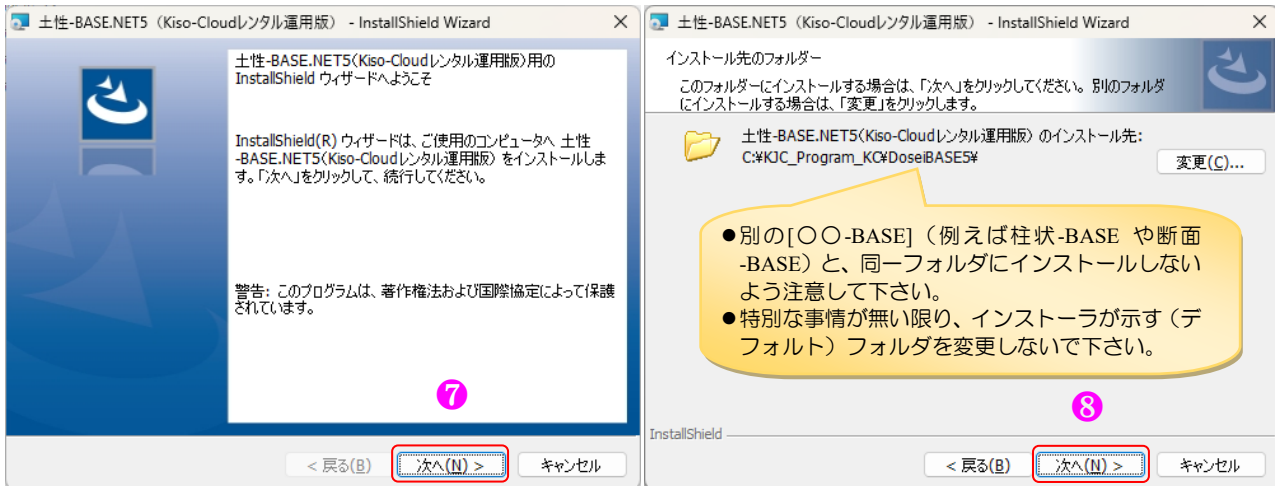 土性-BASE.NET5（Kiso-Cloudレンタル運用版） - InstallShield Wizard
土性-BASE.NET5(Kiso-Cloudレンタル運用版)用の
InstallShield ウィザードへようこそ
InstallShield(R) ウィザードは、ご使用のコンピュータへ 土性
-BASE.NET5(Kiso-Cloudレンタル運用版) をインストールしま
す。「次へ」をクリックして、続行してください。
警告: このプログラムは、著作権法および国際協定によって保護
されています。
❼
< 戻る(B)
次へ(N) >
キャンセル
土性-BASE.NET5（Kiso-Cloudレンタル運用版） - InstallShield Wizard
インストール先のフォルダー
このフォルダーにインストールする場合は、「次へ」をクリックしてください。別のフォルダ
にインストールする場合は、「変更」をクリックします。
土性-BASE.NET5(Kiso-Cloudレンタル運用版) のインストール先:
C:¥KJC_Program_KC¥DoseiBASE5¥
変更(C)...
●別の[〇〇-BASE]（例えば柱状-BASE や断面
-BASE）と、同一フォルダにインストールしない
よう注意して下さい。
●特別な事情が無い限り、インストーラが示す（デ
フォルト）フォルダを変更しないで下さい。
❽
InstallShield
< 戻る(B)
次へ(N) >
キャンセル